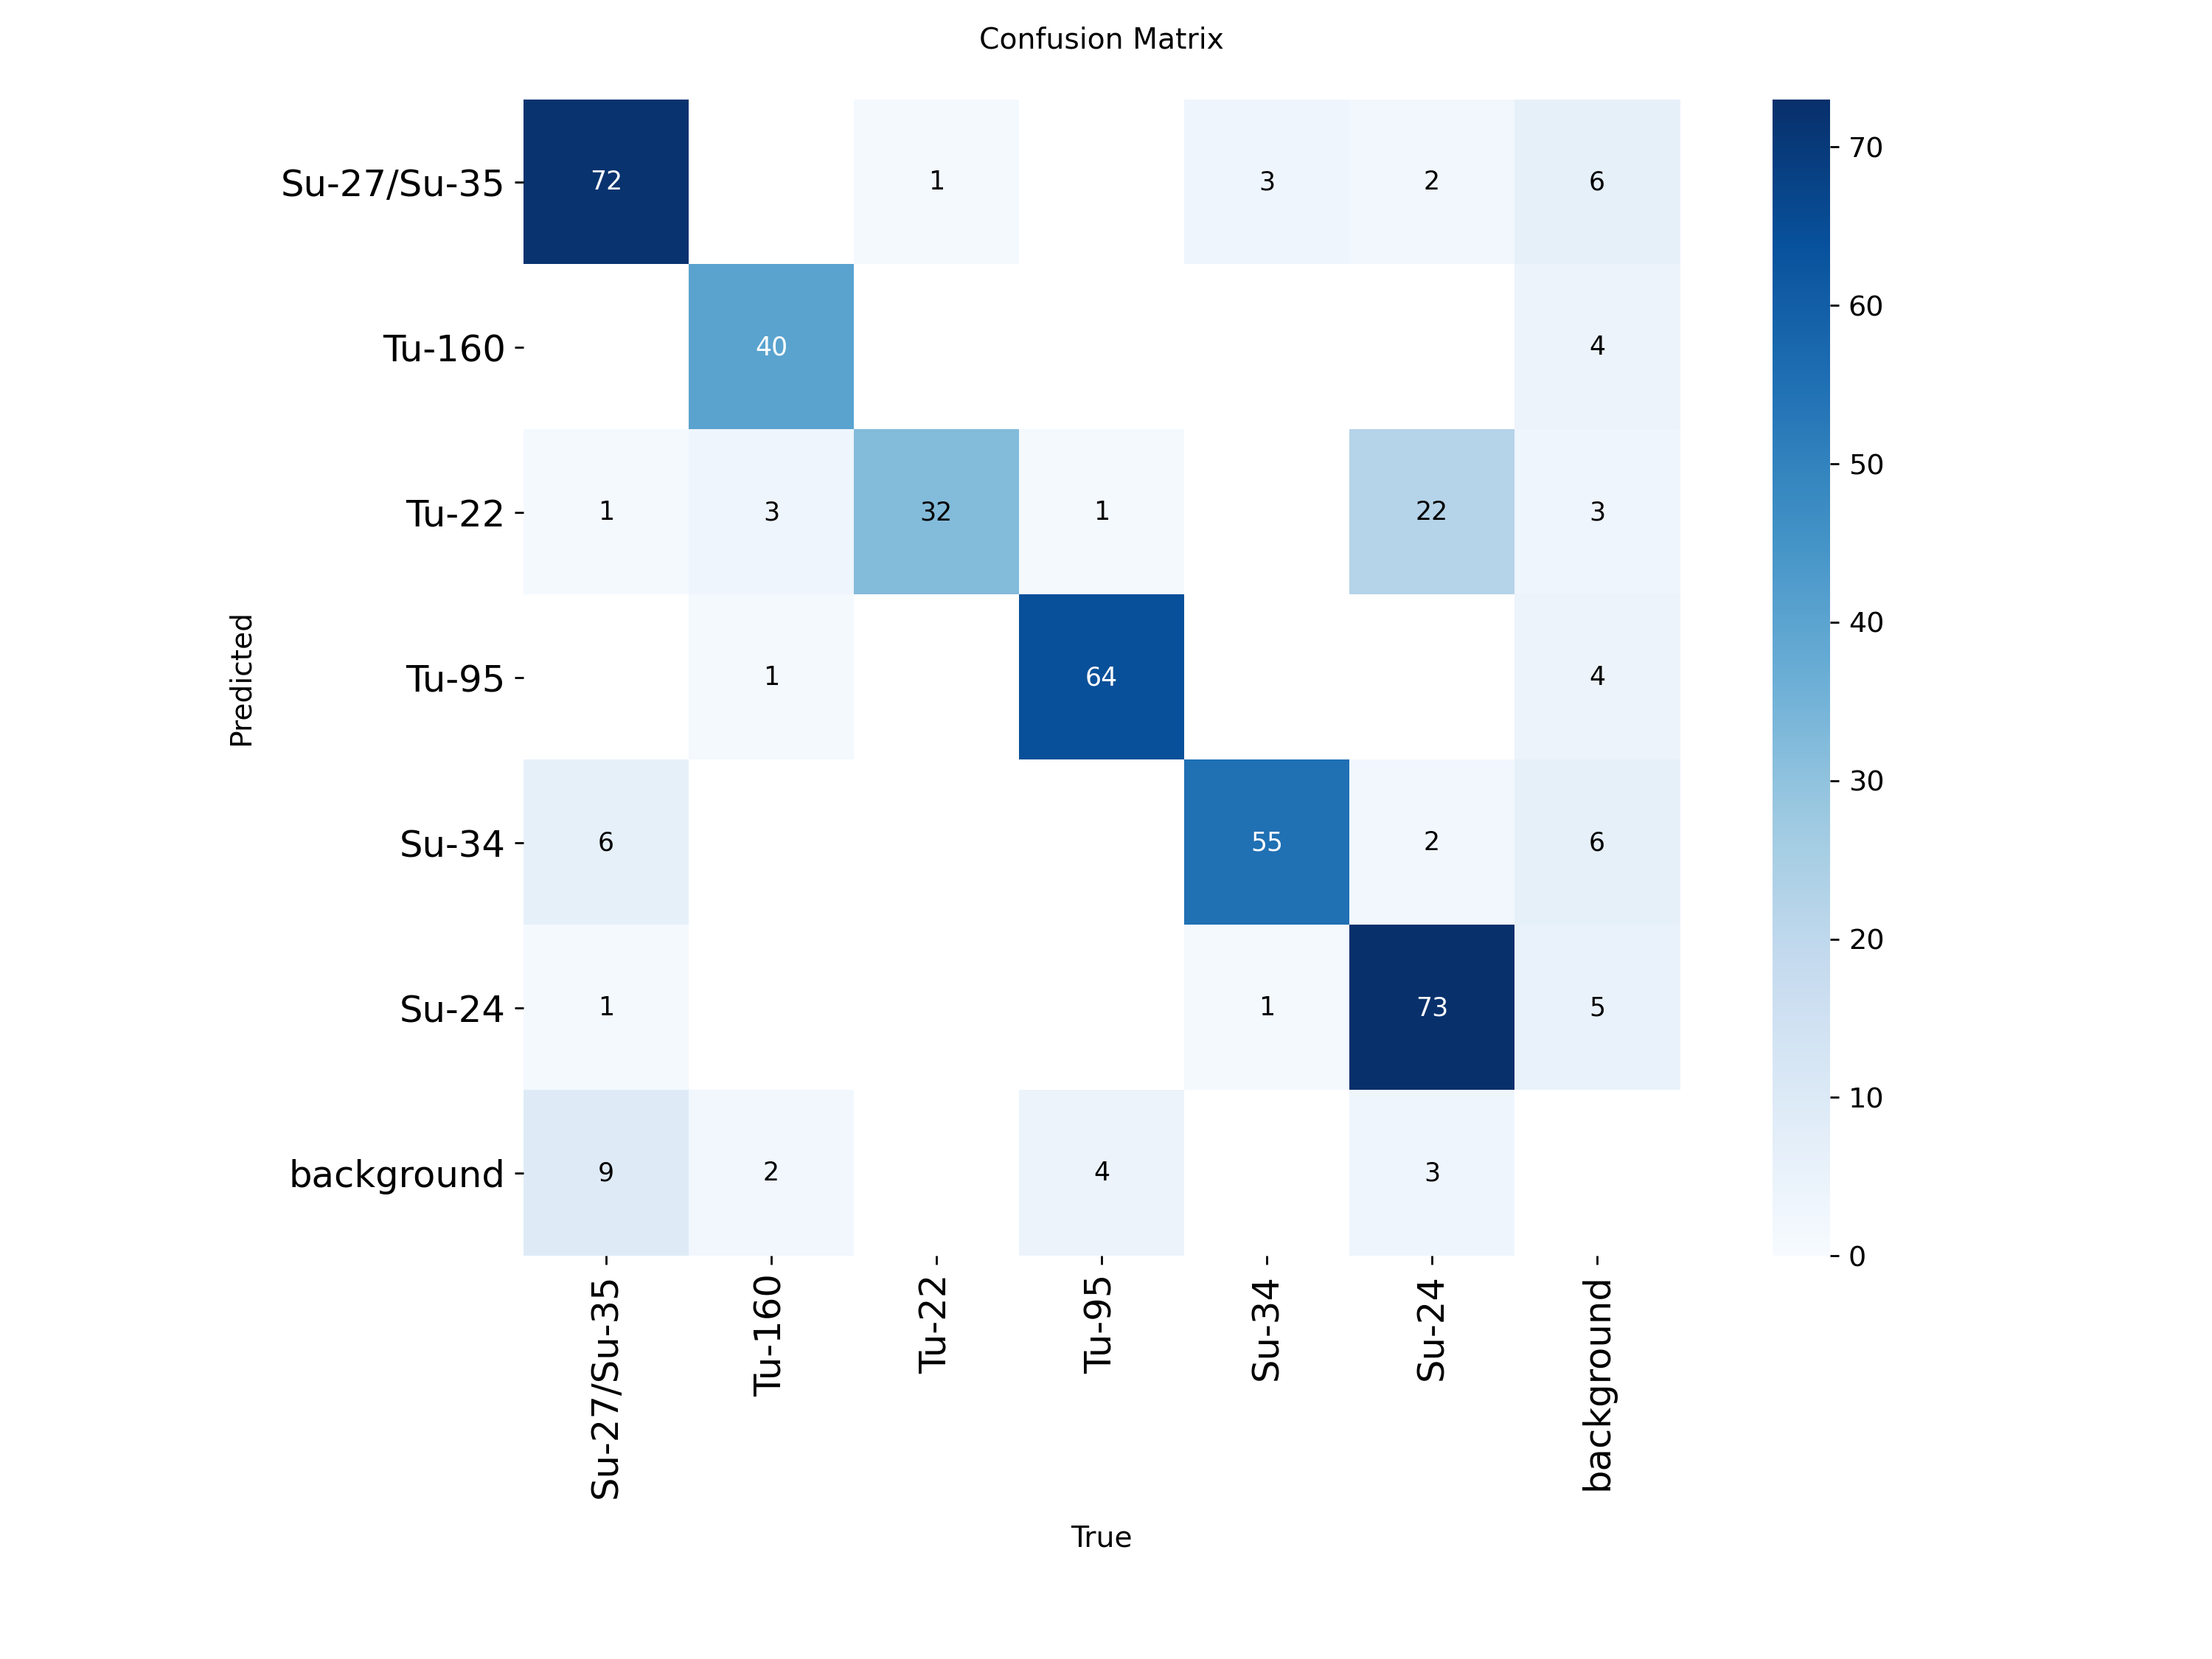 Confusion Matrix
Su-27/Su-35 72 1 3 2 6
Tu-160 40 4
Tu-22 1 3 32 1 22 3
Tu-95 1 64 4
Su-34 6 55 2 6
Su-24 1 1 73 5
background 9 2 4 3
Predicted
Su-27/Su-35 Tu-160 Tu-22 Tu-95 Su-34 Su-24 background
True
70
60
50
40
30
20
10
0